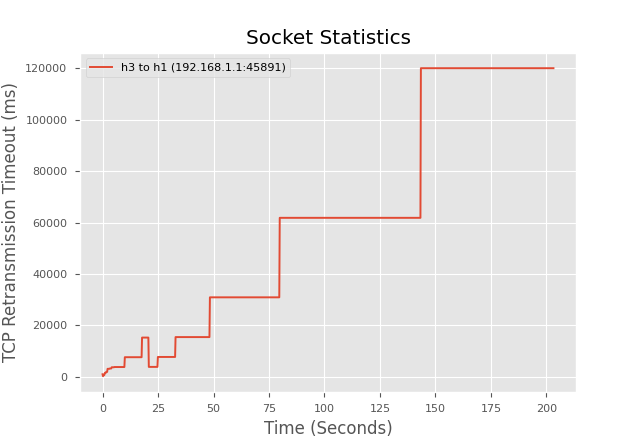 Socket Statistics
h3 to h1 (192.168.1.1:45891)
TCP Retransmission Timeout (ms)
120000
100000
80000
60000
40000
20000
0
0 25 50 75 100 125 150 175 200
Time (Seconds)